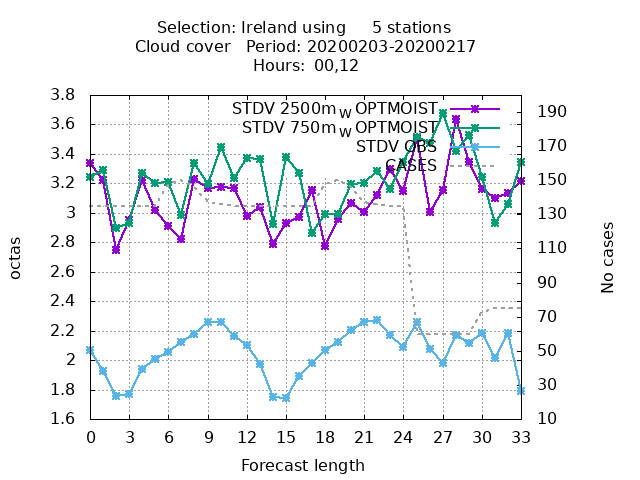 Selection: Ireland using 5 stations
Cloud cover Period: 20200203-20200217
Hours: 00,12
STDV 2500m W OPTMOIST
STDV 750m W OPTMOIST
STDV OBS
CASES
3.8
3.6
3.4
3.2
3
2.8
2.6
2.4
2.2
2
1.8
1.6
190
170
150
130
110
90
70
50
30
10
octas
No cases
0 3 6 9 12 15 18 21 24 27 30 33
Forecast length